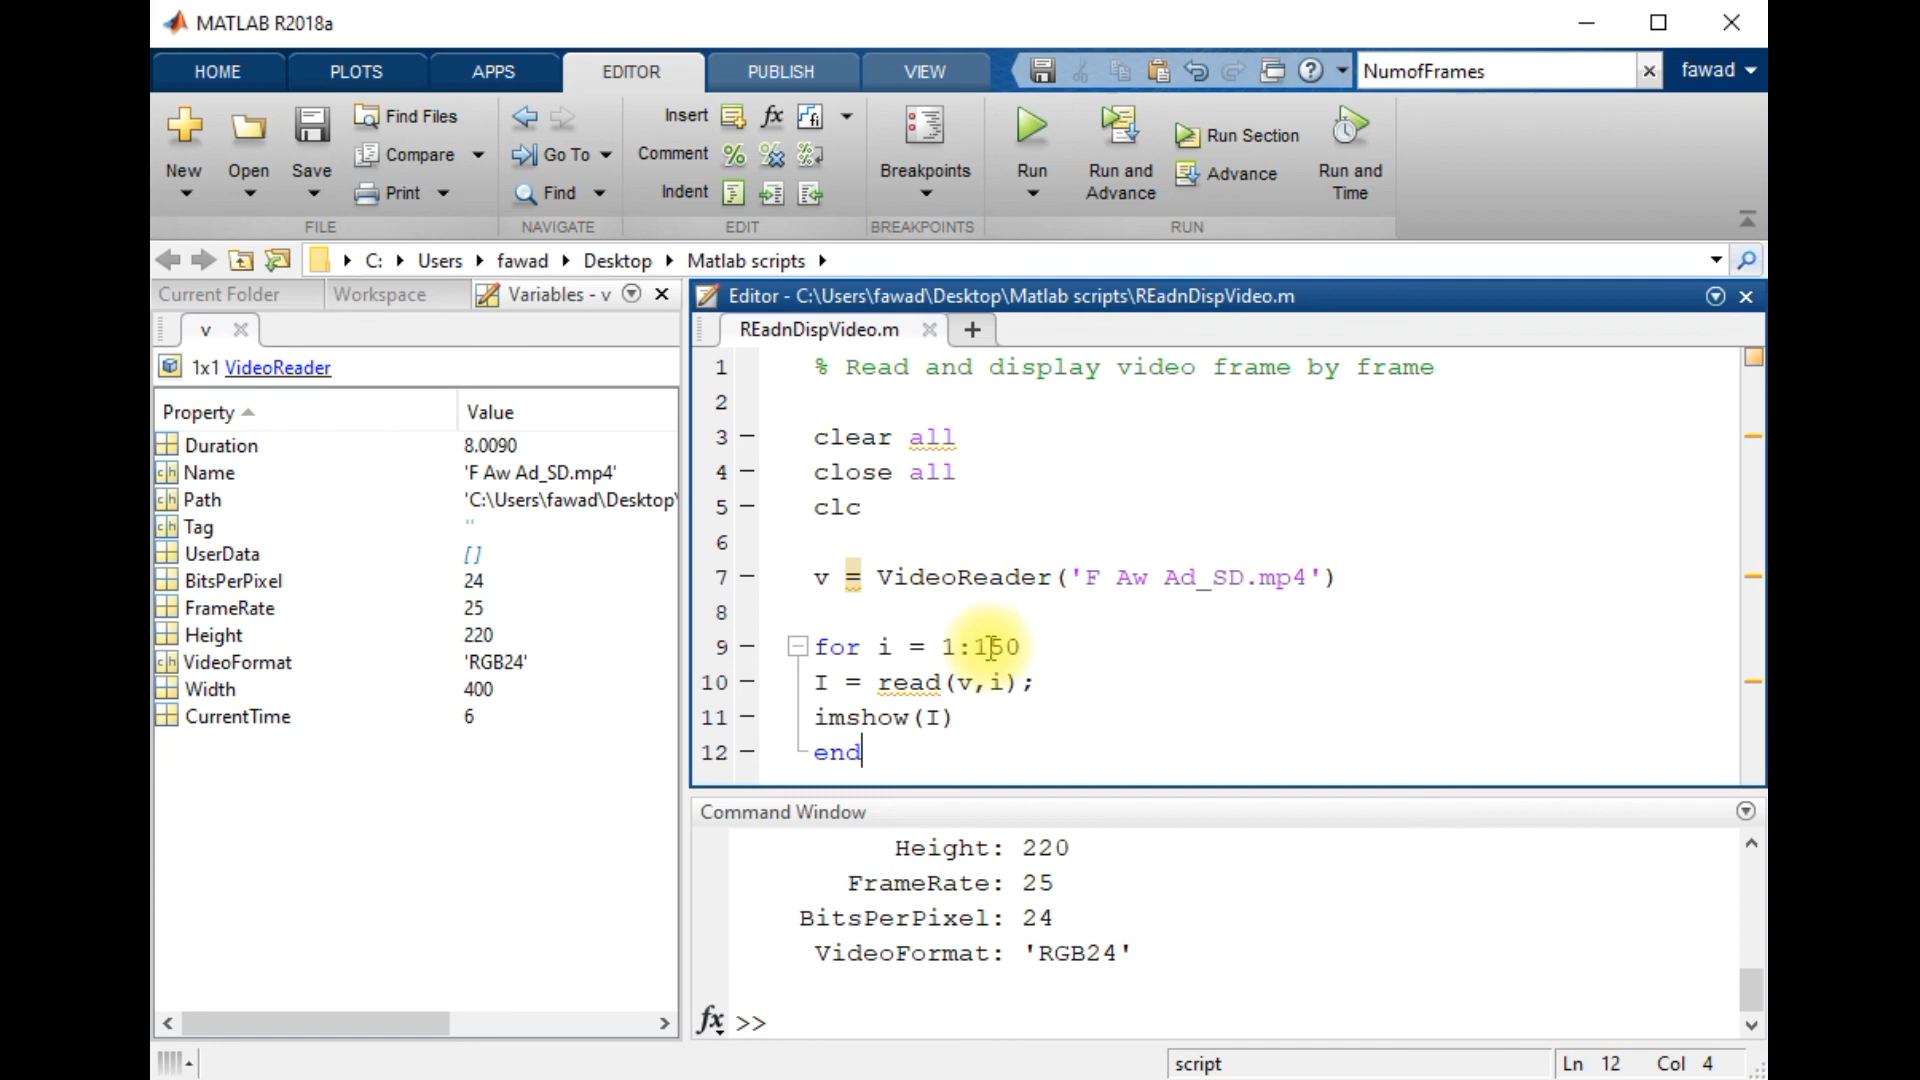 MATLAB R2018a
HOME PLOTS APPS EDITOR PUBLISH VIEW NumofFrames fawad
New Open Save Find Files Compare Print
FILE
Go To Find
NAVIGATE
Insert fx
Comment
Indent
EDIT
Breakpoints
BREAKPOINTS
Run Run and Advance Run Section Advance Run and Time
RUN
C: Users fawad Desktop Matlab scripts
Current Folder Workspace Variables - v
v
1x1 VideoReader
Property Value
Duration 8.0090
Name 'F Aw Ad_SD.mp4'
Path 'C:\Users\fawad\Desktop\
Tag ''
UserData []
BitsPerPixel 24
FrameRate 25
Height 220
VideoFormat 'RGB24'
Width 400
CurrentTime 6
Editor - C:\Users\fawad\Desktop\Matlab scripts\REadnDispVideo.m
REadnDispVideo.m
1 % Read and display video frame by frame
2
3 – clear all
4 – close all
5 – clc
6
7 – v = VideoReader('F Aw Ad_SD.mp4')
8
9 – for i = 1:150
10 – I = read(v,i);
11 – imshow(I)
12 – end
Command Window
Height: 220
FrameRate: 25
BitsPerPixel: 24
VideoFormat: 'RGB24'
fx >>
script Ln 12 Col 4